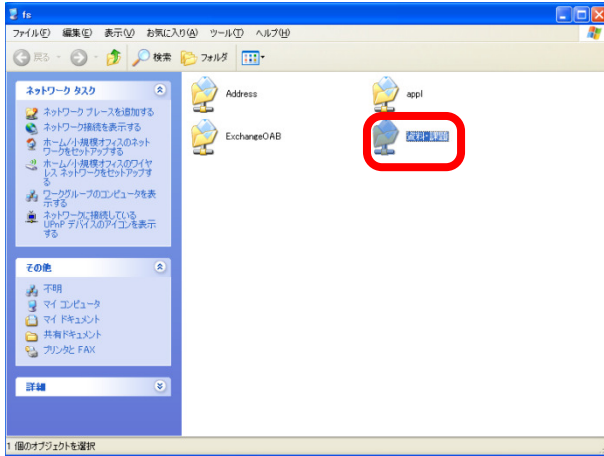 fs
ファイル(F) 編集(E) 表示(V) お気に入り(A) ツール(T) ヘルプ(H)
戻る 検索 フォルダ
ネットワーク タスク
ネットワーク プレースを追加する
ネットワーク接続を表示する
ホーム/小規模オフィスのネット
ワークをセットアップする
ホーム/小規模オフィスのワイヤ
レス ネットワークをセットアップす
る
ワークグループのコンピュータを表
示する
ネットワークに接続している
UPnP デバイスのアイコンを表示
する
その他
不明
マイ コンピュータ
マイ ドキュメント
共有ドキュメント
プリンタと FAX
詳細
Address
appl
ExchangeOAB
資料・課題
1 個のオブジェクトを選択